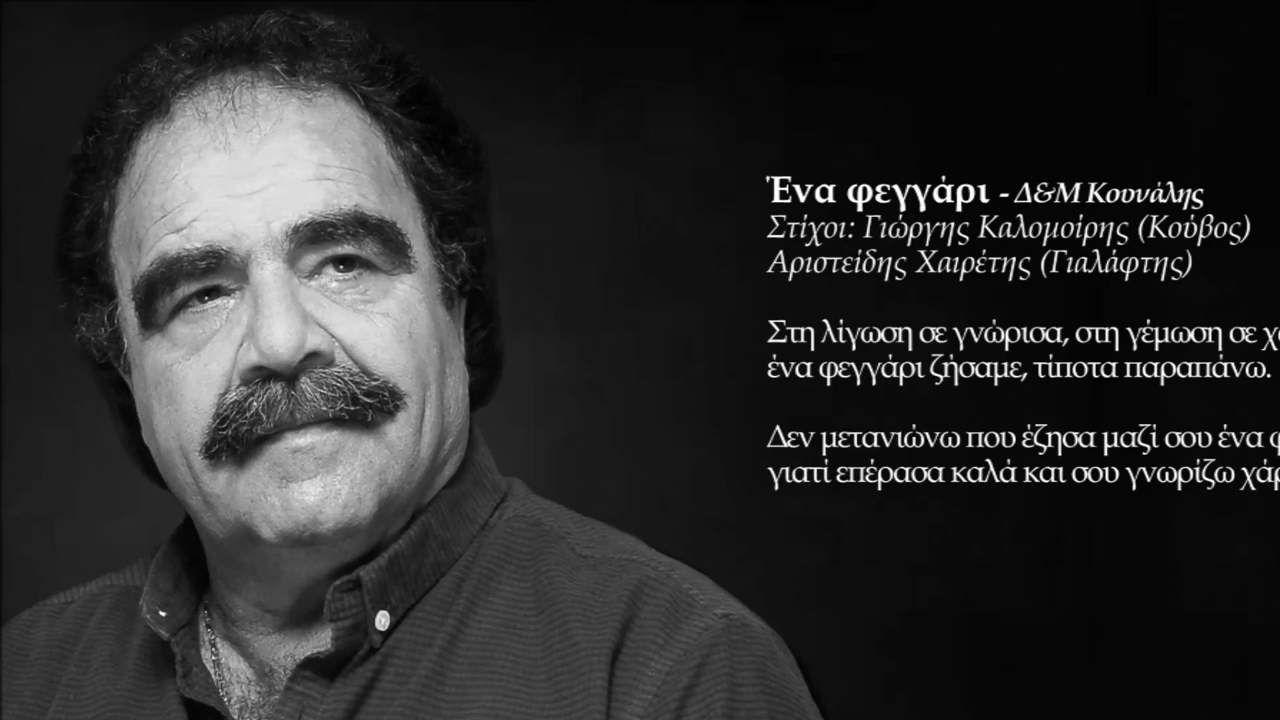 Ένα φεγγάρι - Δ&Μ Κουνάλης
Στίχοι: Γιώργης Καλομοίρης (Κούβος)
Αριστείδης Χαιρέτης (Γιαλάφτης)
Στη λίγωση σε γνώρισα, στη γέμωση σε
ένα φεγγάρι ζήσαμε, τίποτα παραπάνω.
Δεν μετανιώνω που έζησα μαζί σου ένα
γιατί επέρασα καλά και σου γνωρίζω